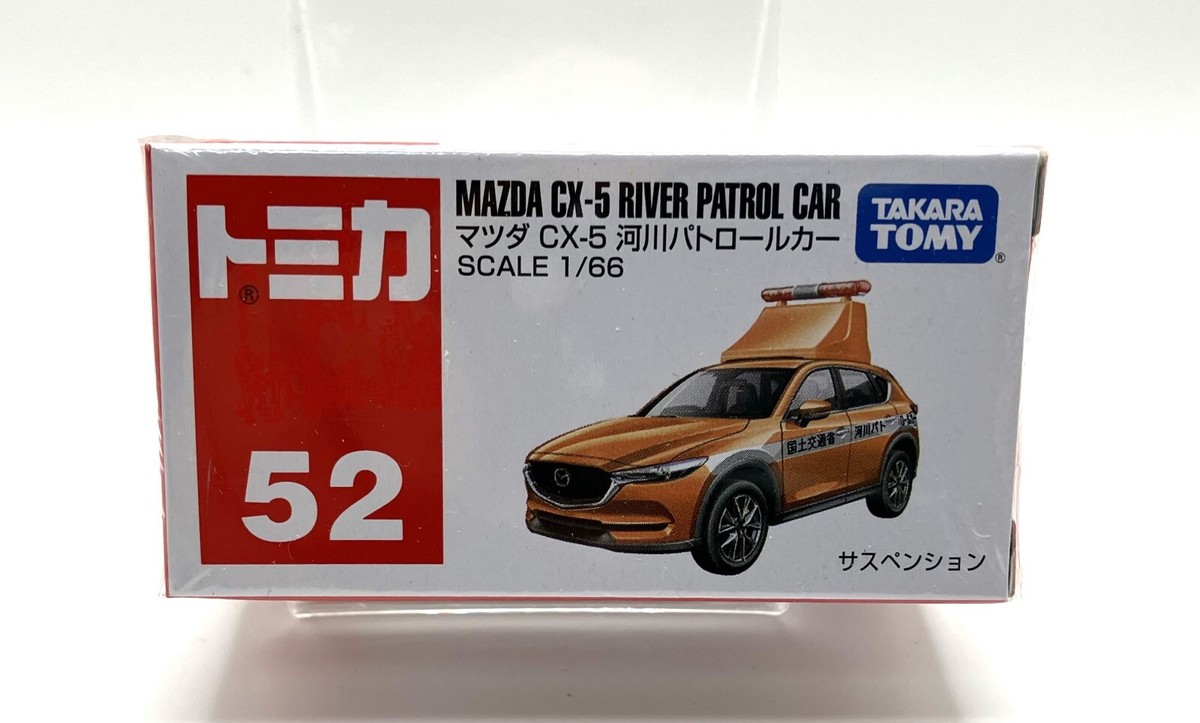 トミカ
®
52
MAZDA CX-5 RIVER PATROL CAR
マツダ CX-5 河川パトロールカー
SCALE 1/66
TAKARA
TOMY
®
国土交通省 河川パト
サスペンション